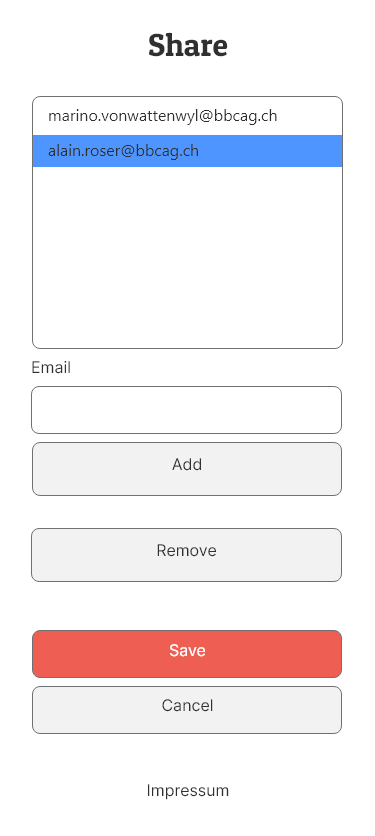 Share
marino.vonwattenwyl@bbcag.ch
alain.roser@bbcag.ch
Email
Add
Remove
Save
Cancel
Impressum